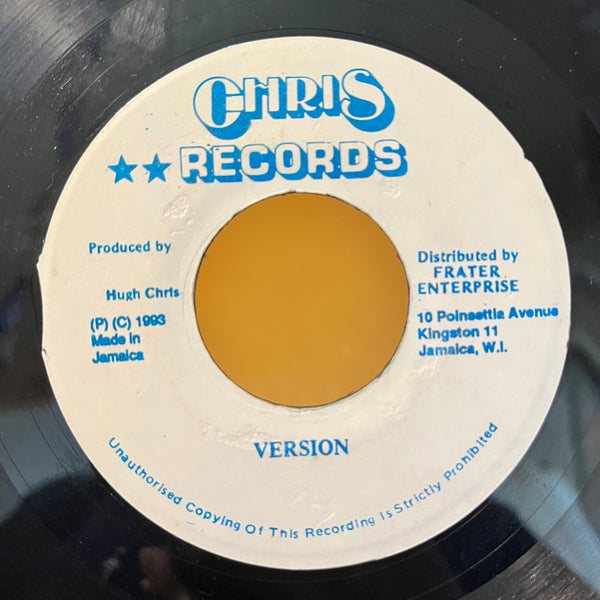 CHRIS
★★ RECORDS
Produced by
Hugh Chris
(P) (C) 1993
Made in
Jamaica
Distributed by
FRATER
ENTERPRISE
10 Poinsettia Avenue
Kingston 11
Jamaica, W.I.
VERSION
Unauthorised Copying Of This Recording Is Strictly Prohibited